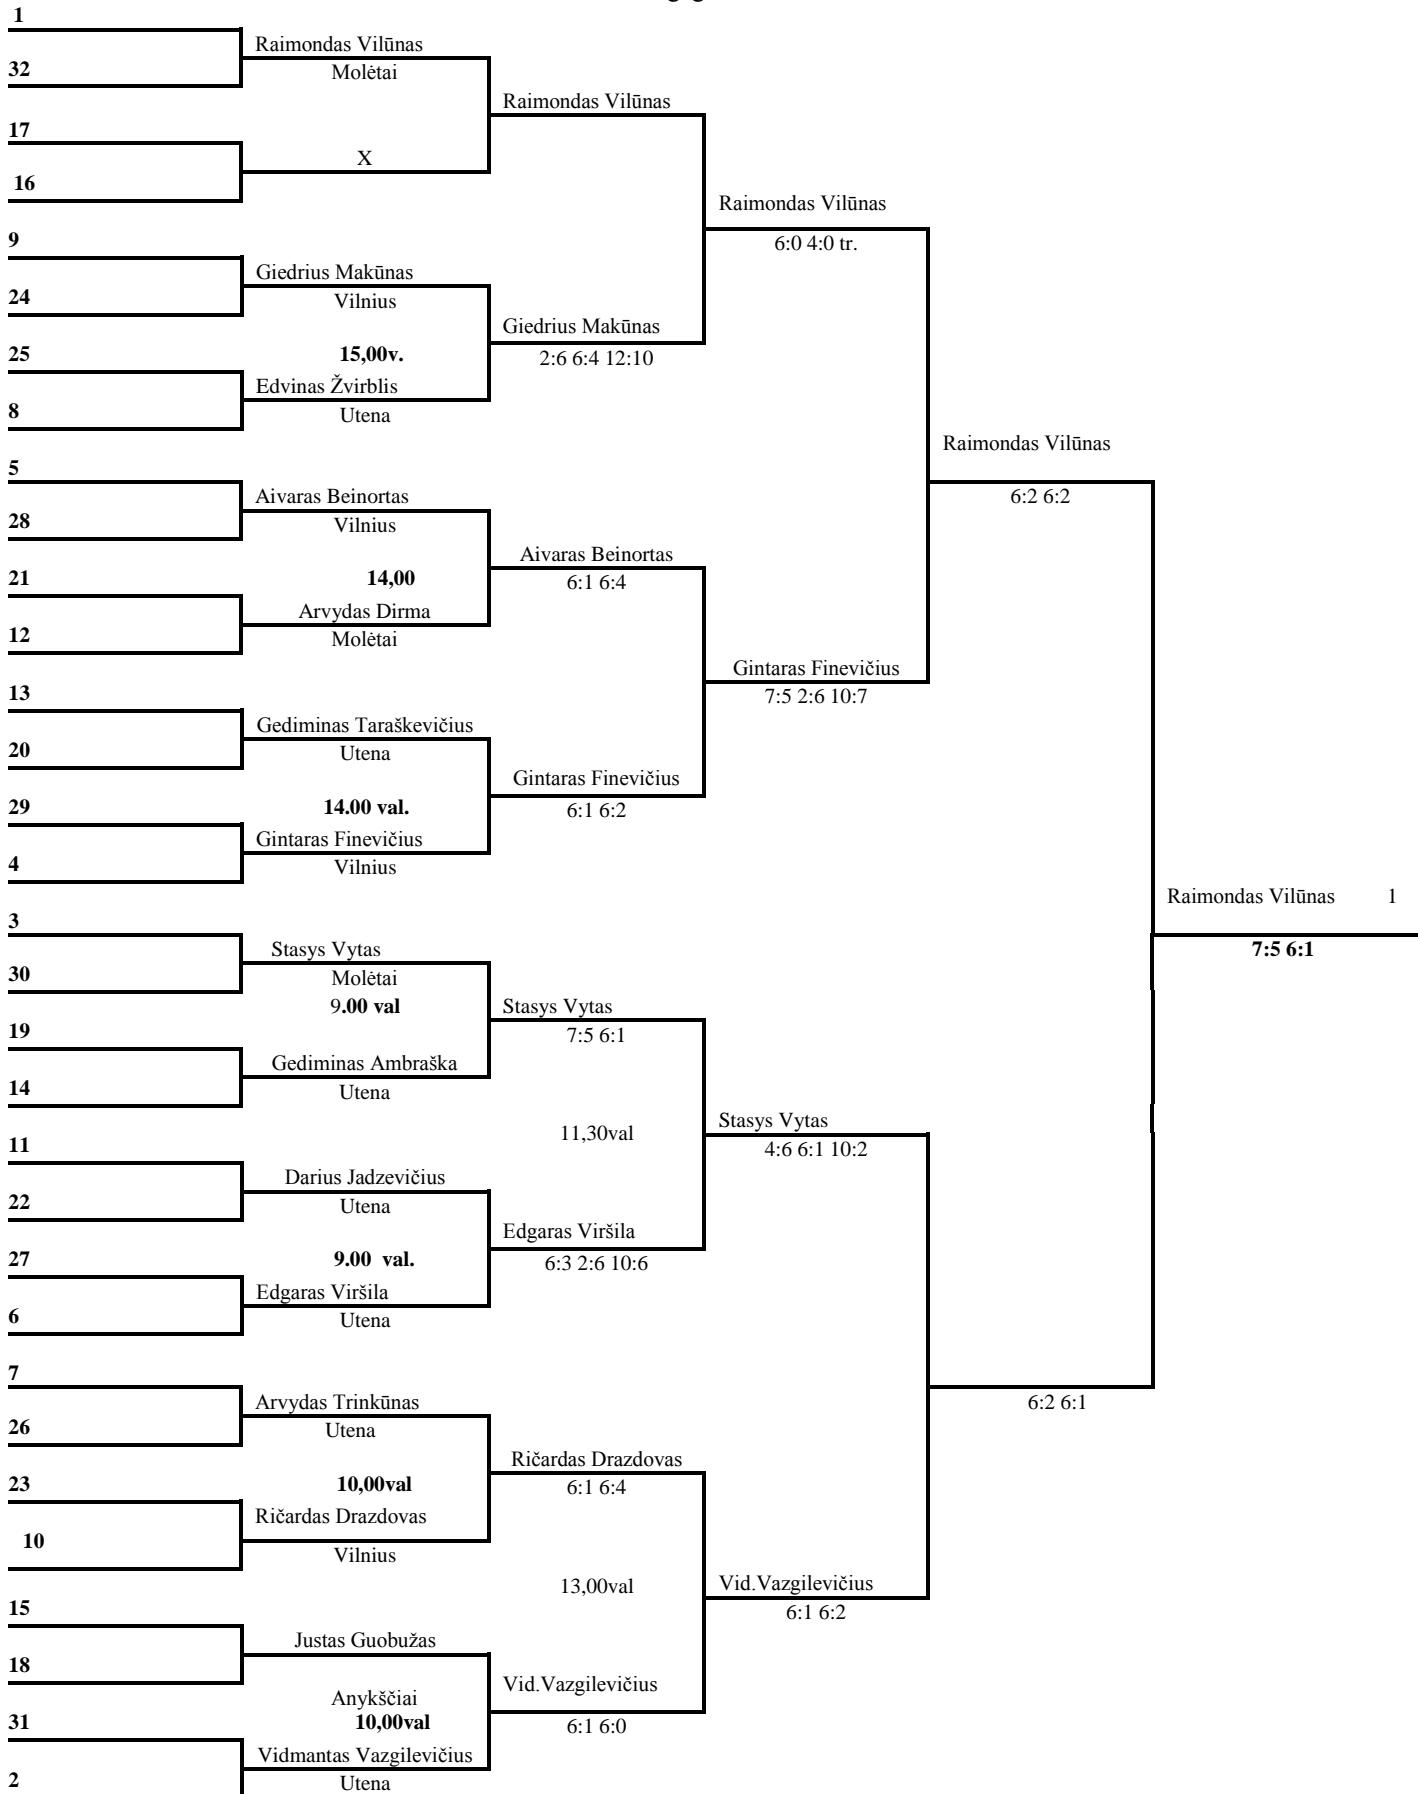 1
Raimondas Vilūnas
32
Molėtai
Raimondas Vilūnas
17
X
16
Raimondas Vilūnas
6:0 4:0 tr.
9
Giedrius Makūnas
24
Vilnius
Giedrius Makūnas
2:6 6:4 12:10
25
15,00v.
Edvinas Žvirblis
8
Utena
Raimondas Vilūnas
6:2 6:2
5
Aivaras Beinortas
28
Vilnius
Aivaras Beinortas
6:1 6:4
21
14,00
Arvydas Dirma
12
Molėtai
Gintaras Finevičius
7:5 2:6 10:7
13
Gediminas Taraškevičius
20
Utena
Gintaras Finevičius
6:1 6:2
29
14.00 val.
Gintaras Finevičius
4
Vilnius
Raimondas Vilūnas 1
7:5 6:1
3
Stasys Vytas
30
Molėtai
9.00 val
Stasys Vytas
7:5 6:1
19
Gediminas Ambraška
14
Utena
11,30val
Stasys Vytas
4:6 6:1 10:2
11
Darius Jadzevičius
22
Utena
Edgaras Viršila
6:3 2:6 10:6
27
9.00 val.
Edgaras Viršila
6
Utena
6:2 6:1
7
Arvydas Trinkūnas
26
Utena
Ričardas Drazdovas
6:1 6:4
23
10,00val
Ričardas Drazdovas
10
Vilnius
13,00val
Vid.Vazgilevičius
6:1 6:2
15
Justas Guobužas
18
Anykščiai
Vid.Vazgilevičius
6:1 6:0
31
10,00val
Vidmantas Vazgilevičius
2
Utena